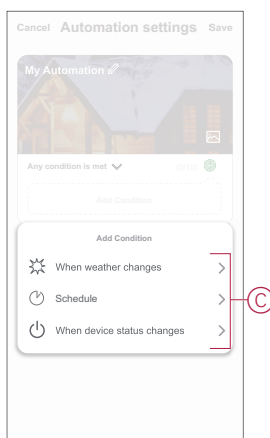 Cancel Automation settings Save
My Automation
Any condition is met
Add Condition
Add Condition
When weather changes
Schedule
When device status changes
C